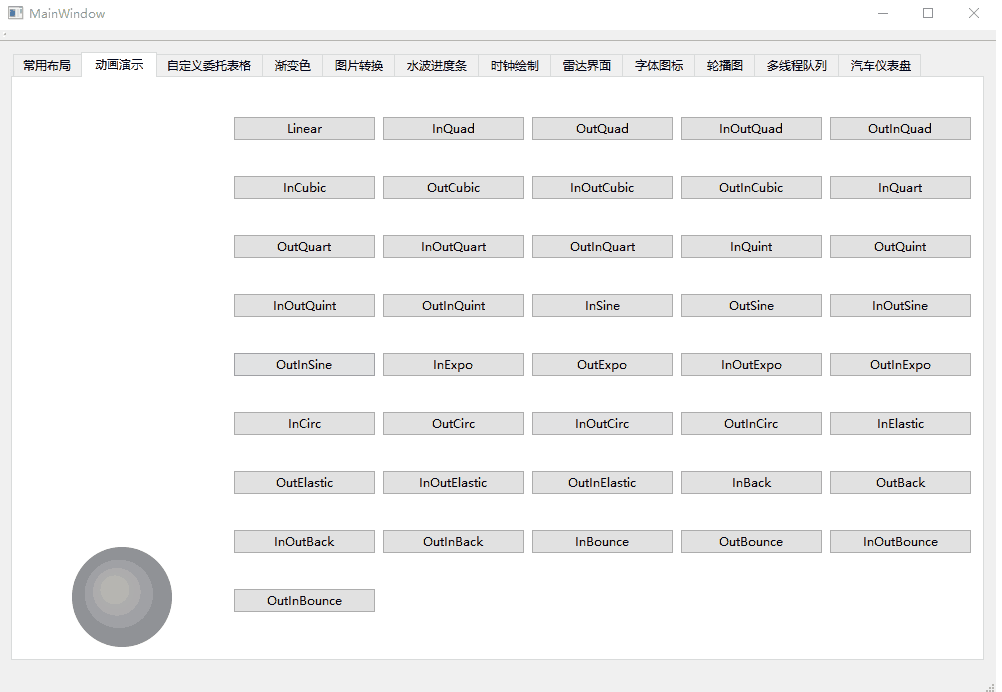 MainWindow
常用布局 动画演示 自定义委托表格 渐变色 图片转换 水波进度条 时钟绘制 雷达界面 字体图标 轮播图 多线程队列 汽车仪表盘
Linear InQuad OutQuad InOutQuad OutInQuad
InCubic OutCubic InOutCubic OutInCubic InQuart
OutQuart InOutQuart OutInQuart InQuint OutQuint
InOutQuint OutInQuint InSine OutSine InOutSine
OutInSine InExpo OutExpo InOutExpo OutInExpo
InCirc OutCirc InOutCirc OutInCirc InElastic
OutElastic InOutElastic OutInElastic InBack OutBack
InOutBack OutInBack InBounce OutBounce InOutBounce
OutInBounce